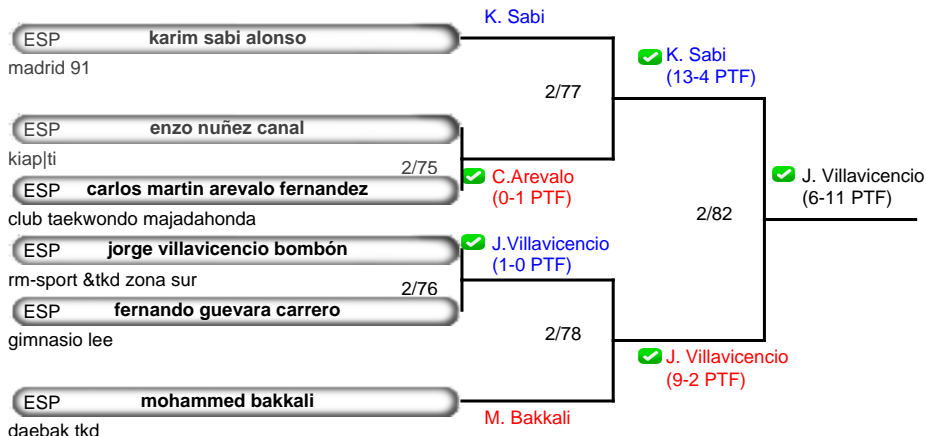 K. Sabi
ESP karim sabi alonso
madrid 91
K. Sabi
(13-4 PTF)
2/77
ESP enzo nuñez canal
kiap|ti
2/75
ESP carlos martin arevalo fernandez
club taekwondo majadahonda
C.Arevalo
(0-1 PTF)
J. Villavicencio
(6-11 PTF)
2/82
ESP jorge villavicencio bombón
rm-sport &tkd zona sur
J.Villavicencio
(1-0 PTF)
2/76
ESP fernando guevara carrero
gimnasio lee
2/78
J. Villavicencio
(9-2 PTF)
ESP mohammed bakkali
daebak tkd
M. Bakkali